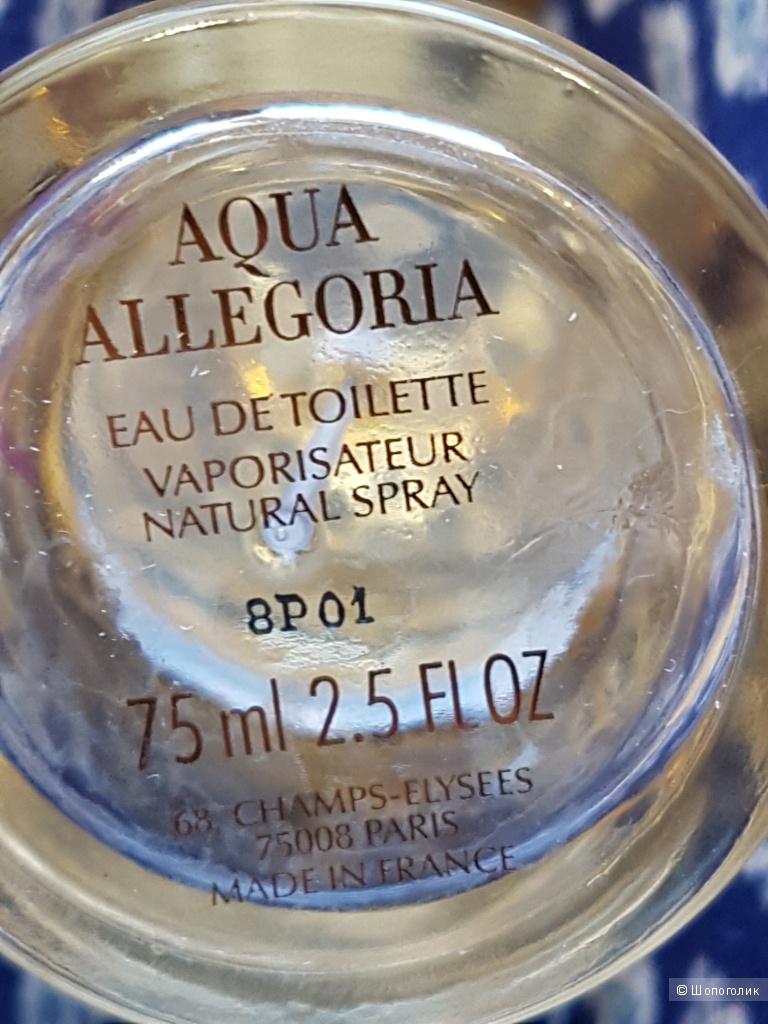 AQUA
ALLEGORIA
EAU DE TOILETTE
VAPORISATEUR
NATURAL SPRAY
8P01
75 ml 2.5 FL OZ
68, CHAMPS-ELYSEES
75008 PARIS
MADE IN FRANCE
© Шопоголик